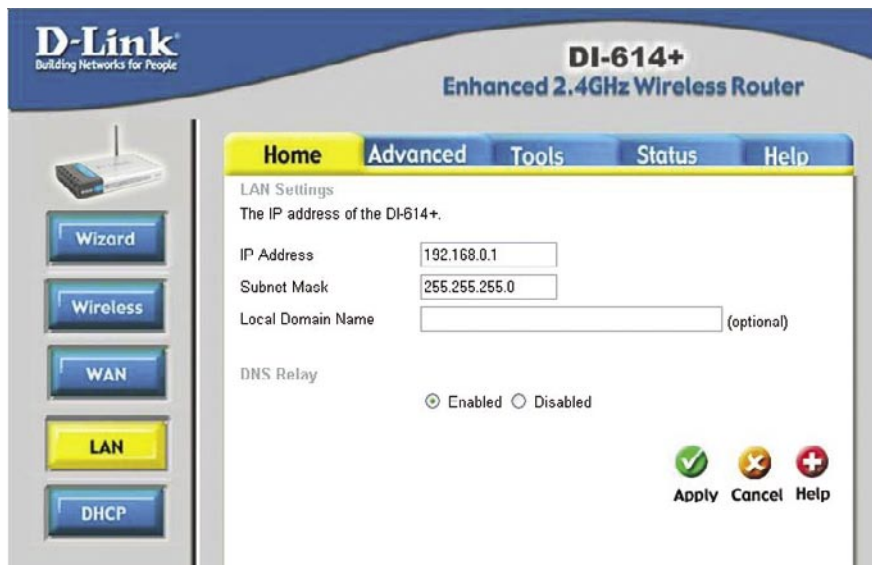 D-Link
Building Networks for People
DI-614+
Enhanced 2.4GHz Wireless Router
Home Advanced Tools Status Help
Wizard
Wireless
WAN
LAN
DHCP
LAN Settings
The IP address of the DI-614+.
IP Address 192.168.0.1
Subnet Mask 255.255.255.0
Local Domain Name (optional)
DNS Relay
Enabled Disabled
Apply Cancel Help